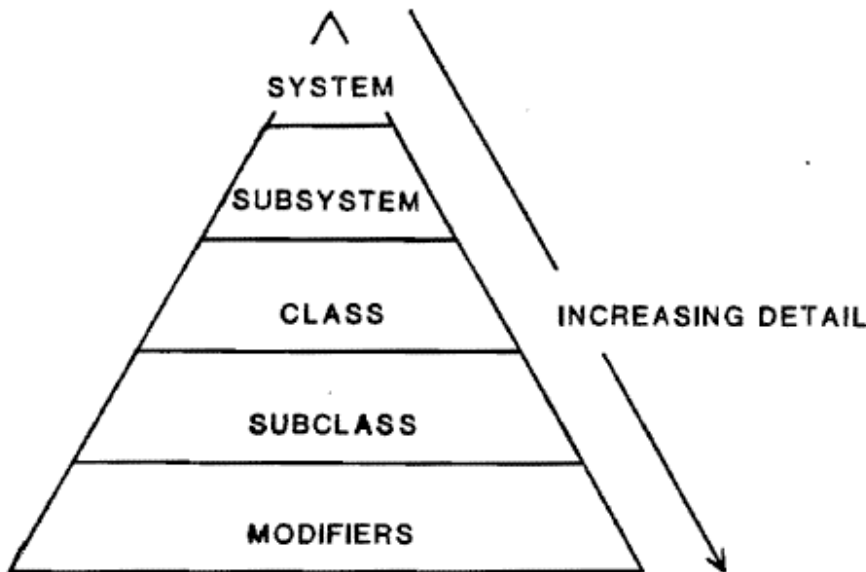 SYSTEM
SUBSYSTEM
CLASS
INCREASING DETAIL
SUBCLASS
MODIFIERS